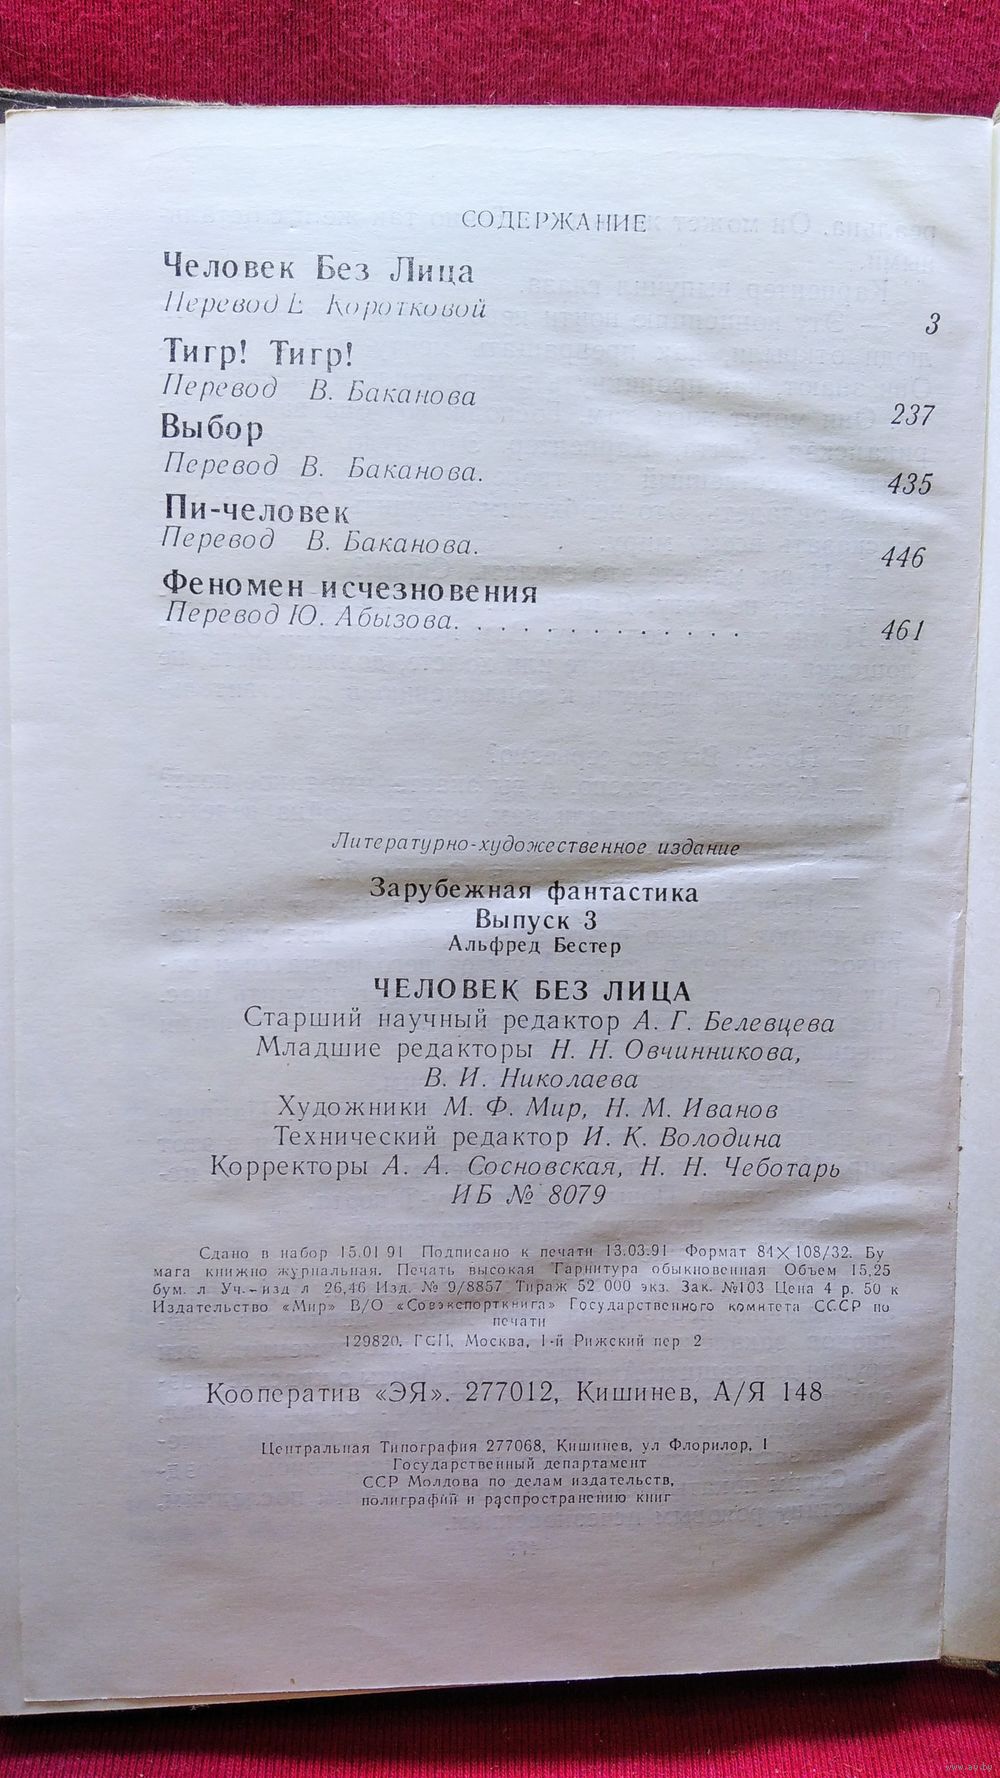 СОДЕРЖАНИЕ
Человек Без Лица
Перевод Е Коротковой
3
Тигр! Тигр!
Перевод В. Баканова
237
Выбор
Перевод В. Баканова.
435
Пи-человек
Перевод В. Баканова.
446
Феномен исчезновения
Перевод Ю. Абызова. . . . . . . . . . . . . .
461
Литературно-художественное издание
Зарубежная фантастика
Выпуск 3
Альфред Бестер
ЧЕЛОВЕК БЕЗ ЛИЦА
Старший научный редактор А. Г. Белевцева
Младшие редакторы Н. Н. Овчинникова,
В. И. Николаева
Художники М. Ф. Мир, Н. М. Иванов
Технический редактор И. К. Володина
Корректоры А. А. Сосновская, Н. Н. Чеботарь
ИБ № 8079
Сдано в набор 15.01 91 Подписано к печати 13.03.91 Формат 84×108/32. Бу
мага книжно журнальная. Печать высокая Гарнитура обыкновенная Объем 15,25
бум. л Уч.-изд л 26,46 Изд. № 9/8857 Тираж 52 000 экз. Зак. №103 Цена 4 р. 50 к
Издательство «Мир» В/О «Совэкспорткнига» Государственного комитета СССР по
печати
129820. ГСП, Москва, 1-й Рижский пер 2
Кооператив «ЭЯ». 277012, Кишинев, А/Я 148
Центральная Типография 277068, Кишинев, ул Флорилор, 1
Государственный департамент
ССР Молдова по делам издательств,
полиграфий и распространению книг
www.au.by